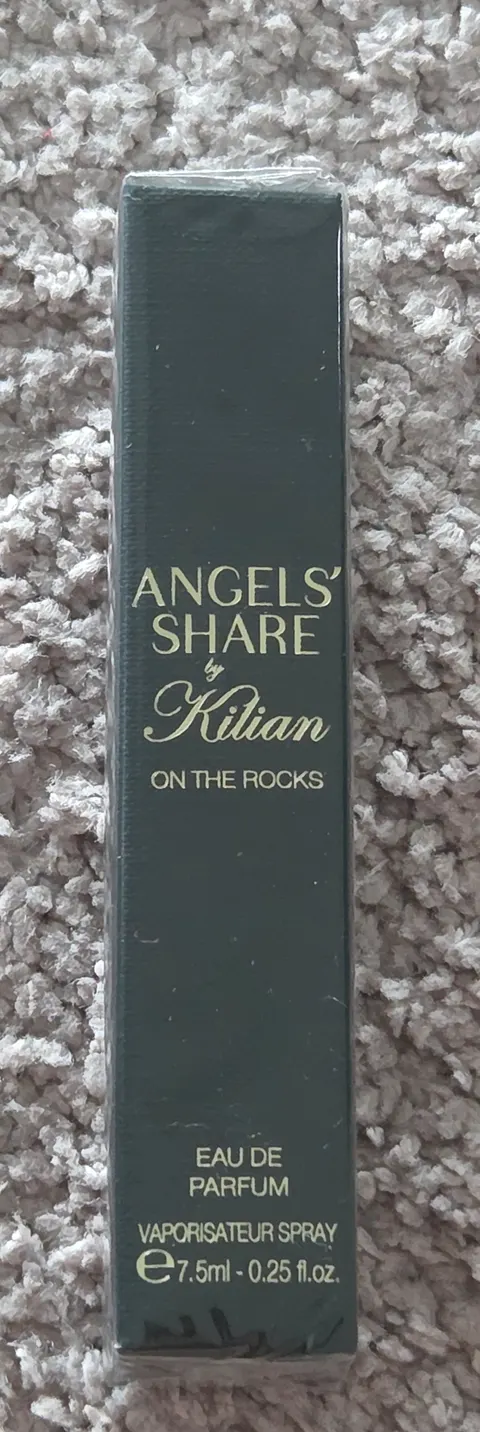 ANGELS'
SHARE
by
Kilian
ON THE ROCKS
EAU DE
PARFUM
VAPORISATEUR SPRAY
℮7.5ml - 0.25 fl.oz.